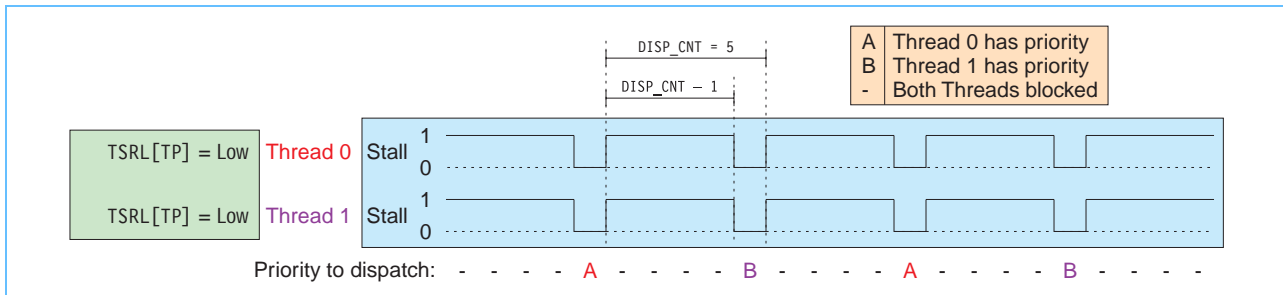 DISP_CNT = 5
DISP_CNT – 1
A Thread 0 has priority
B Thread 1 has priority
- Both Threads blocked
TSRL[TP] = Low Thread 0 Stall 1
0
TSRL[TP] = Low Thread 1 Stall 1
0
Priority to dispatch: - - - - A - - - - B - - - - A - - - - B - - - -